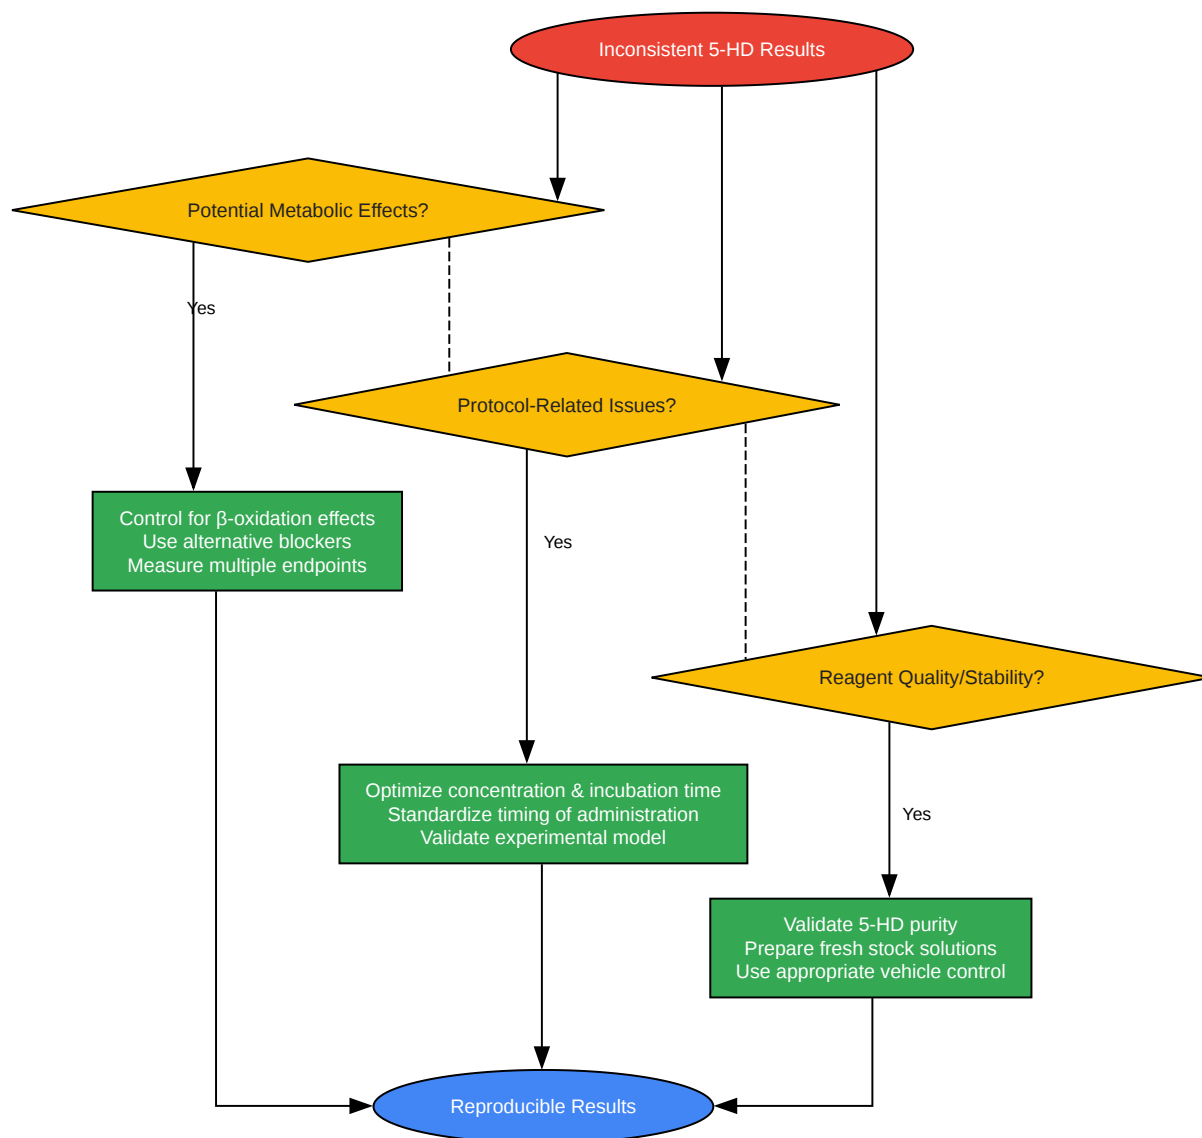 Inconsistent 5-HD Results
Potential Metabolic Effects?
Yes
Protocol-Related Issues?
Control for β-oxidation effects
Use alternative blockers
Measure multiple endpoints
Yes
Reagent Quality/Stability?
Optimize concentration & incubation time
Standardize timing of administration
Validate experimental model
Yes
Validate 5-HD purity
Prepare fresh stock solutions
Use appropriate vehicle control
Reproducible Results